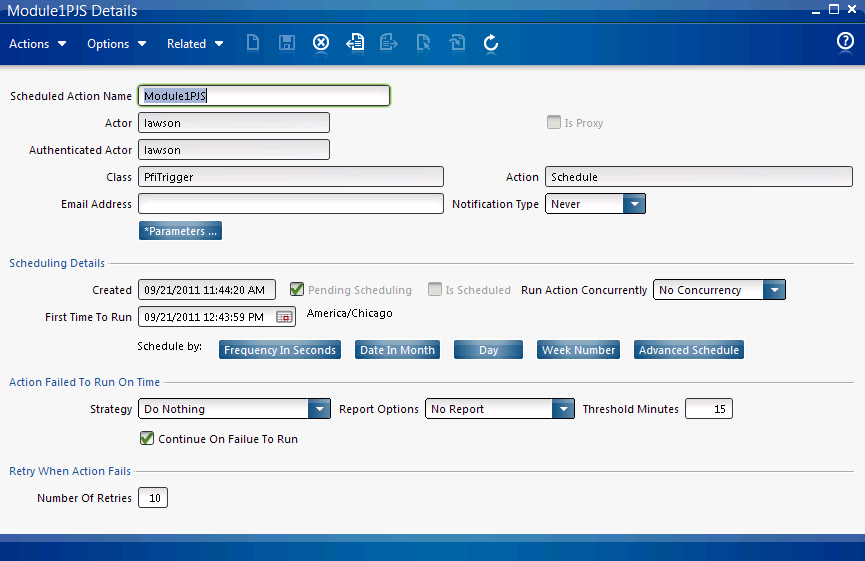 Module1PJS Details
Actions Options Related
Scheduled Action Name Module1PJS
Actor lawson Is Proxy
Authenticated Actor lawson
Class PfiTrigger Action Schedule
Email Address Notification Type Never
*Parameters ...
Scheduling Details
Created 09/21/2011 11:44:20 AM Pending Scheduling Is Scheduled Run Action Concurrently No Concurrency
First Time To Run 09/21/2011 12:43:59 PM America/Chicago
Schedule by: Frequency In Seconds Date In Month Day Week Number Advanced Schedule
Action Failed To Run On Time
Strategy Do Nothing Report Options No Report Threshold Minutes 15
Continue On Failue To Run
Retry When Action Fails
Number Of Retries 10